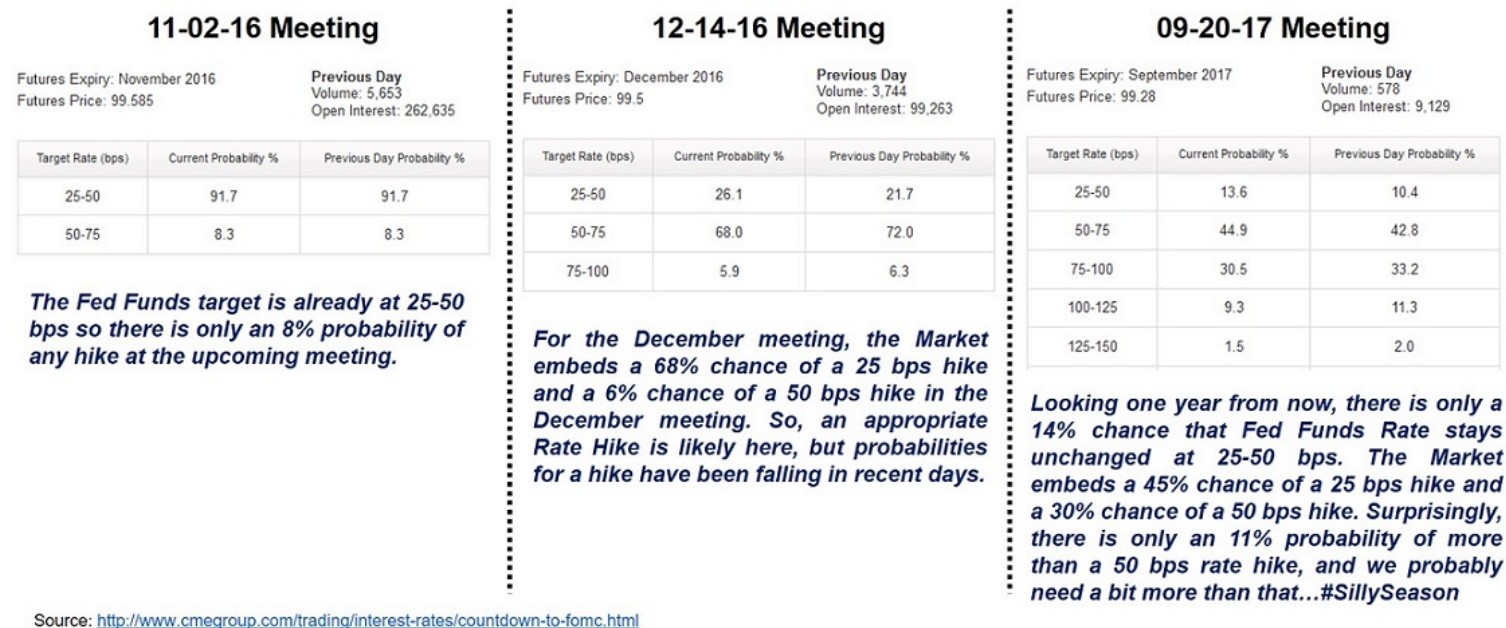 11-02-16 Meeting
Futures Expiry: November 2016
Futures Price: 99.585
Previous Day
Volume: 5,653
Open Interest: 262,635
Target Rate (bps) Current Probability % Previous Day Probability %
25-50 91.7 91.7
50-75 8.3 8.3
The Fed Funds target is already at 25-50
bps so there is only an 8% probability of
any hike at the upcoming meeting.
12-14-16 Meeting
Futures Expiry: December 2016
Futures Price: 99.5
Previous Day
Volume: 3,744
Open Interest: 99,263
Target Rate (bps) Current Probability % Previous Day Probability %
25-50 26.1 21.7
50-75 68.0 72.0
75-100 5.9 6.3
For the December meeting, the Market
embeds a 68% chance of a 25 bps hike
and a 6% chance of a 50 bps hike in the
December meeting. So, an appropriate
Rate Hike is likely here, but probabilities
for a hike have been falling in recent days.
09-20-17 Meeting
Futures Expiry: September 2017
Futures Price: 99.28
Previous Day
Volume: 578
Open Interest: 9,129
Target Rate (bps) Current Probability % Previous Day Probability %
25-50 13.6 10.4
50-75 44.9 42.8
75-100 30.5 33.2
100-125 9.3 11.3
125-150 1.5 2.0
Looking one year from now, there is only a
14% chance that Fed Funds Rate stays
unchanged at 25-50 bps. The Market
embeds a 45% chance of a 25 bps hike and
a 30% chance of a 50 bps hike. Surprisingly,
there is only an 11% probability of more
than a 50 bps rate hike, and we probably
need a bit more than that...#SillySeason
Source: http://www.cmegroup.com/trading/interest-rates/countdown-to-fomc.html